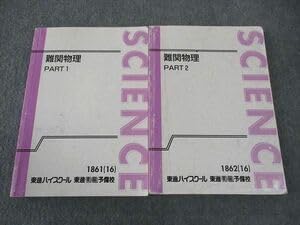 難関物理
PART 1
SCIENCE
1861(16)
東進ハイスクール 東進衛星予備校
難関物理
PART 2
SCIENCE
1862(16)
東進ハイスクール 東進衛星予備校